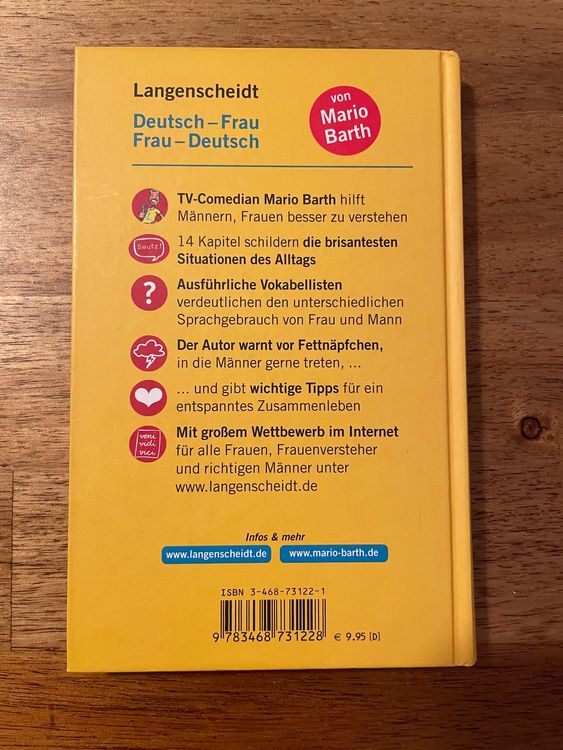 Langenscheidt
Deutsch – Frau
Frau – Deutsch
von
Mario
Barth
TV-Comedian Mario Barth hilft
Männern, Frauen besser zu verstehen
14 Kapitel schildern die brisantesten
Situationen des Alltags
Ausführliche Vokabellisten
verdeutlichen den unterschiedlichen
Sprachgebrauch von Frau und Mann
?
Der Autor warnt vor Fettnäpfchen,
in die Männer gerne treten, ...
... und gibt wichtige Tipps für ein
entspanntes Zusammenleben
veni
vidi
vici
Mit großem Wettbewerb im Internet
für alle Frauen, Frauenversteher
und richtigen Männer unter
www.langenscheidt.de
Infos & mehr
www.langenscheidt.de
www.mario-barth.de
ISBN 3-468-73122-1
9 783468 731228
€ 9.95 [D]